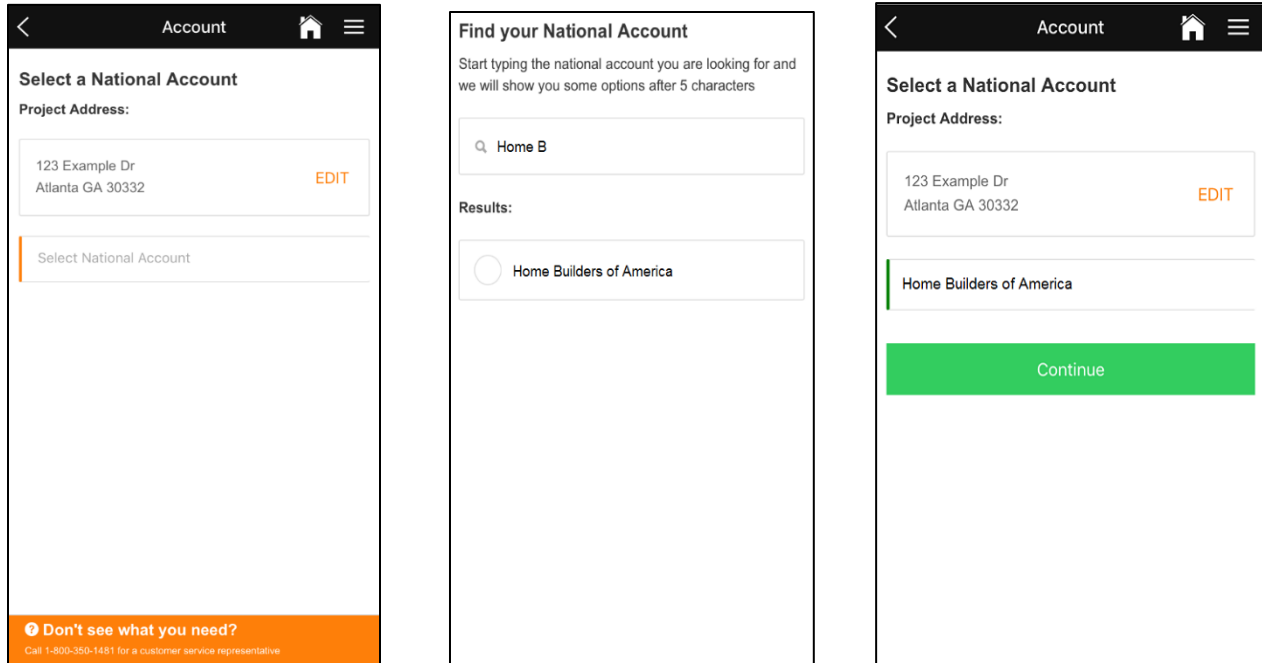 Account
Select a National Account
Project Address:
123 Example Dr
Atlanta GA 30332
EDIT
Select National Account
Don't see what you need?
Call 1-800-350-1481 for a customer service representative
Find your National Account
Start typing the national account you are looking for and
we will show you some options after 5 characters
Home B
Results:
Home Builders of America
Account
Select a National Account
Project Address:
123 Example Dr
Atlanta GA 30332
EDIT
Home Builders of America
Continue